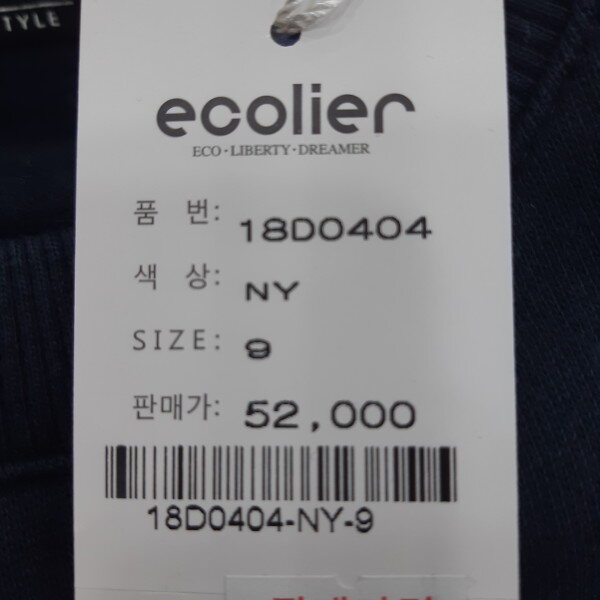 TYLE
ecolier
ECO·LIBERTY·DREAMER
품 번: 18D0404
색 상: NY
SIZE: 9
판매가: 52,000
18D0404-NY-9